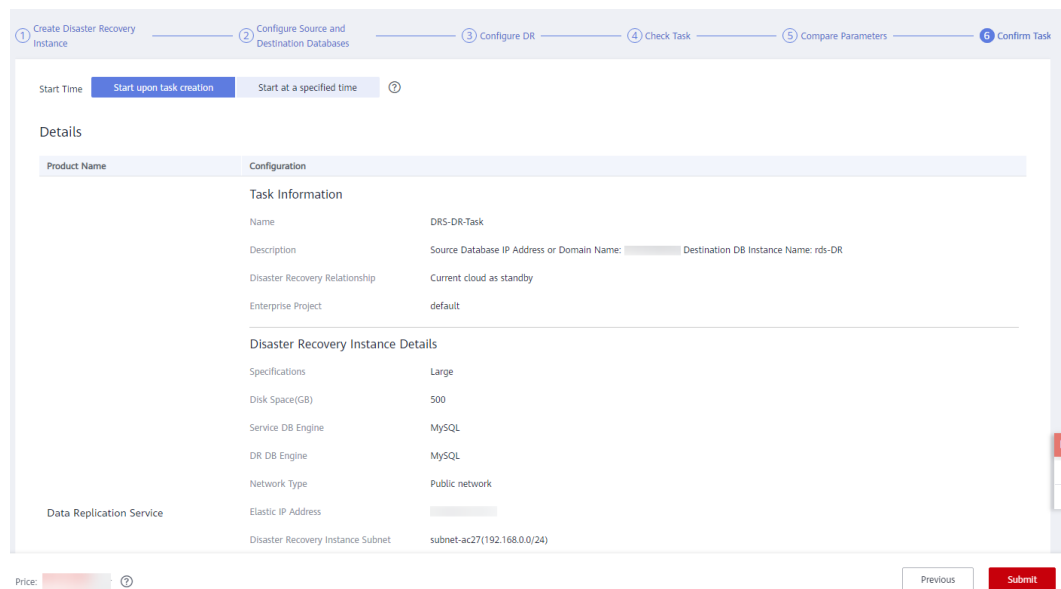 1 Create Disaster Recovery Instance
2 Configure Source and Destination Databases
3 Configure DR
4 Check Task
5 Compare Parameters
6 Confirm Task
Start Time Start upon task creation Start at a specified time ?
Details
Product Name Configuration
Task Information
Name DRS-DR-Task
Description Source Database IP Address or Domain Name: Destination DB Instance Name: rds-DR
Disaster Recovery Relationship Current cloud as standby
Enterprise Project default
Disaster Recovery Instance Details
Specifications Large
Disk Space(GB) 500
Service DB Engine MySQL
DR DB Engine MySQL
Network Type Public network
Data Replication Service Elastic IP Address
Disaster Recovery Instance Subnet subnet-ac27(192.168.0.0/24)
Price: ? Previous Submit